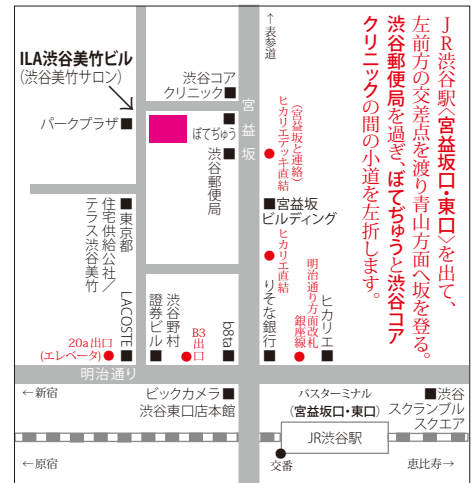 JR渋谷駅〈宮益坂口・東口〉を出て、
左前方の交差点を渡り青山方面へ坂を登る。
渋谷郵便局を過ぎ、ぼてぢゅうと渋谷コア
クリニックの間の小道を左折します。
↑表参道
ILA渋谷美竹ビル
(渋谷美竹サロン)
パークプラザ■
渋谷コア
クリニック■
宮益坂
■
ぼてぢゅう
■
渋谷郵便局
(宮益坂と連絡)
ヒカリエデッキ直結
●
■宮益坂
ビルディング
●ヒカリエ直結
■東京都
住宅供給公社/
テラス渋谷美竹
LACOSTE■
20a出口
(エレベータ)●
渋谷野村
證券ビル■
B3
出口
●
b8ta■
りそな銀行■
明治通り方面改札
銀座線●
ヒカリエ■
明治通り
←新宿
ビックカメラ■
渋谷東口店本館
バスターミナル
(宮益坂口・東口)
■渋谷
スクランブル
スクエア
JR渋谷駅
←原宿
●
交番
恵比寿→